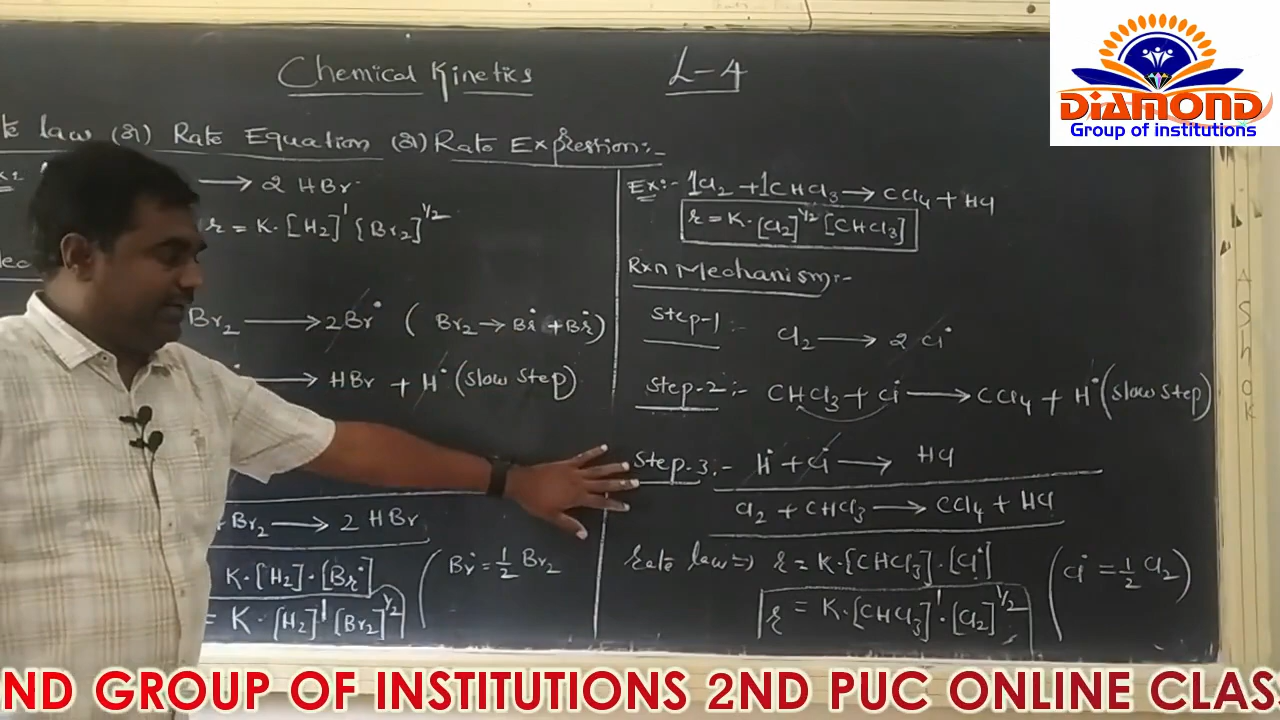 Chemical Kinetics L-4
DiAMOND
Group of institutions
te law (or) Rate Equation (or) Rate Expression:-
→ 2 HBr
r = K·[H₂]¹ [Br₂]^1/2
Br₂ → 2Br• ( Br₂ → Br• + Br•)
→ HBr + H• (slow step)
+ Br₂ → 2 HBr
K·[H₂]·[Br•]
= K·[H₂]¹ [Br₂]^1/2
Br• = 1/2 Br₂
Ex:- 1Cl₂ + 1CHCl₃ → CCl₄ + HCl
r = K·[Cl₂]^1/2 [CHCl₃]
Rxn Mechanism:-
Step-1:- Cl₂ → 2 Cl•
Step-2:- CHCl₃ + Cl• → CCl₄ + H• (slow step)
Step-3:- H• + Cl• → HCl
Cl₂ + CHCl₃ → CCl₄ + HCl
rate law ⇒ r = K·[CHCl₃]·[Cl•]
(Cl• = 1/2 Cl₂)
r = K·[CHCl₃]¹·[Cl₂]^1/2
AShok
ND GROUP OF INSTITUTIONS 2ND PUC ONLINE CLAS